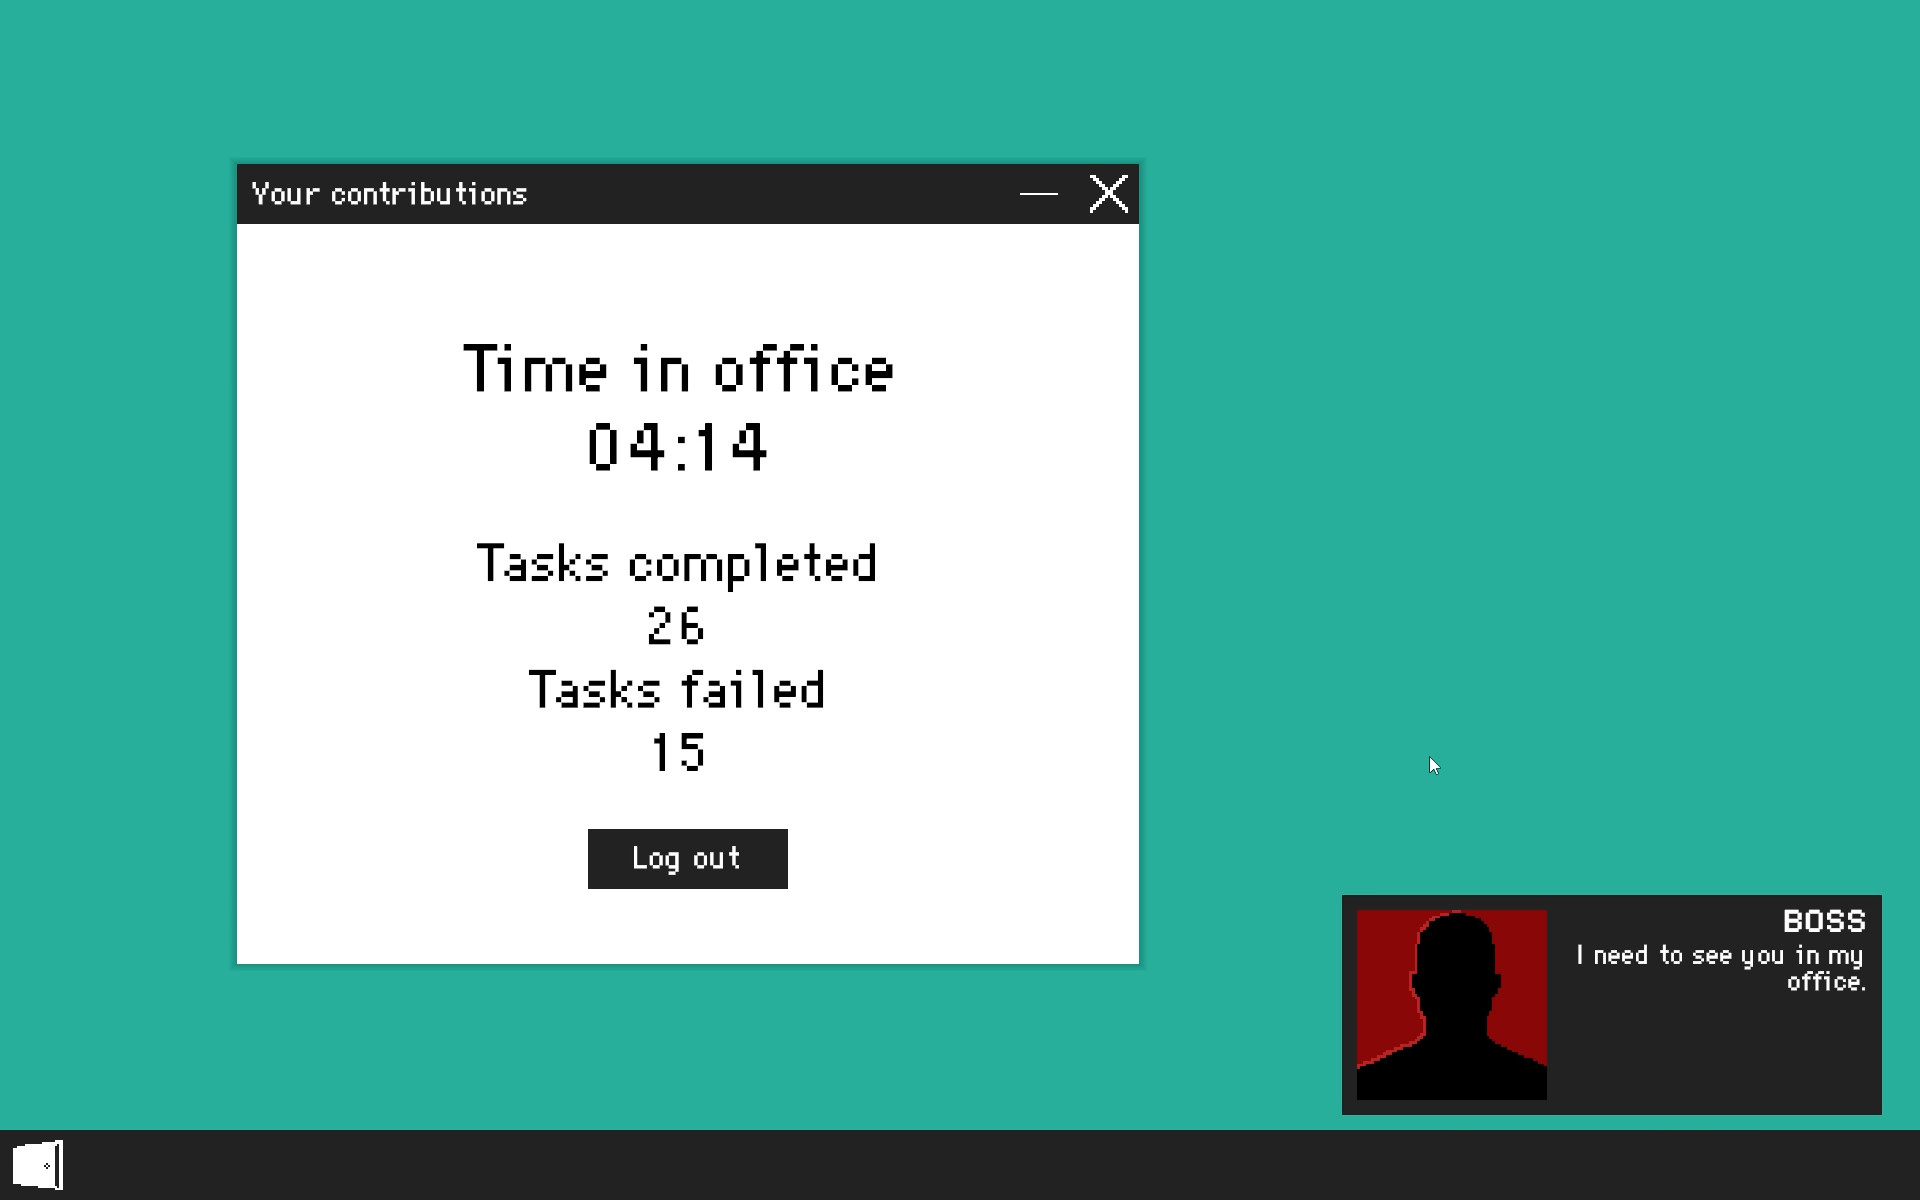 Your contributions
Time in office
04:14
Tasks completed
26
Tasks failed
15
Log out
BOSS
I need to see you in my
office.